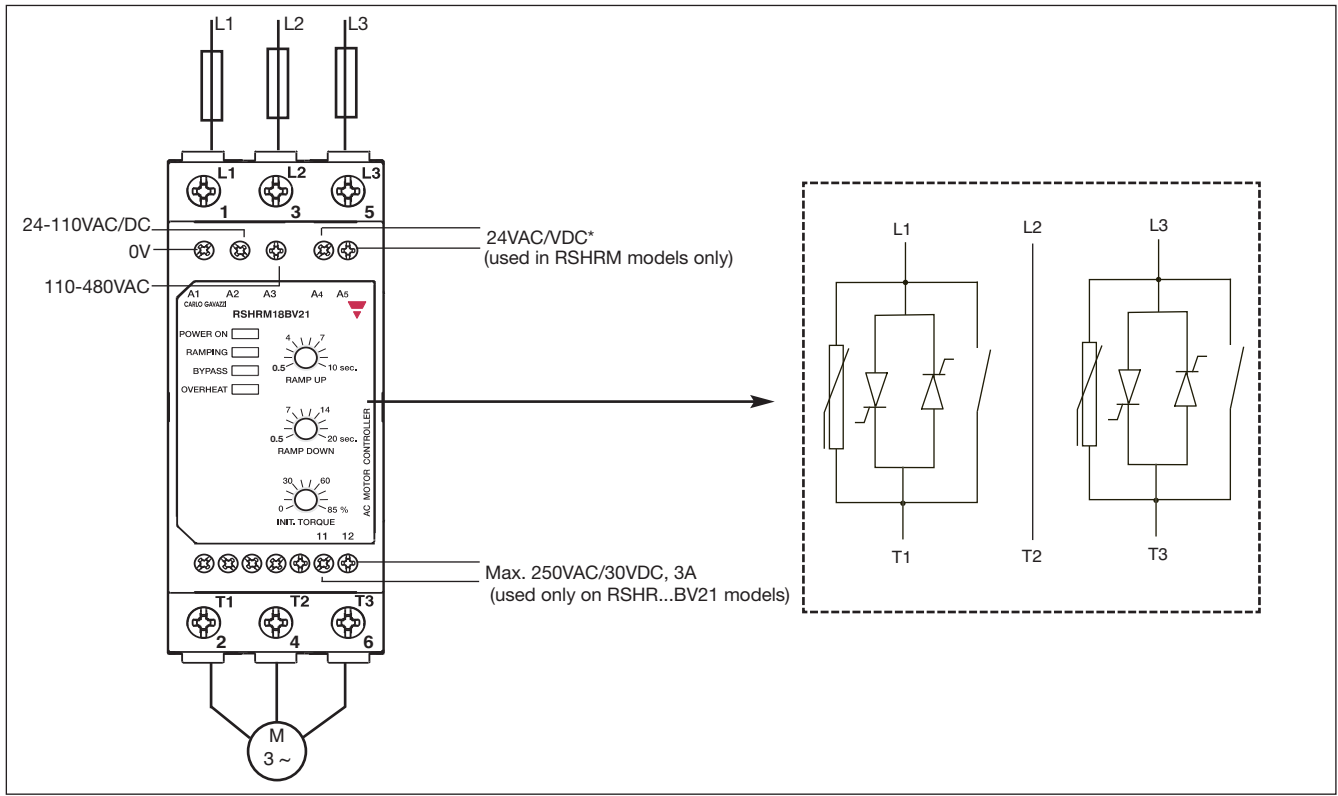 L1 L2 L3
L1 L2 L3
1 3 5
24-110VAC/DC
0V
110-480VAC
24VAC/VDC*
(used in RSHRM models only)
A1 A2 A3 A4 A5
CARLO GAVAZZI
RSHRM18BV21
POWER ON
RAMPING
BYPASS
OVERHEAT
4 7
0.5 10 sec.
RAMP UP
7 14
0.5 20 sec.
RAMP DOWN
30 60
0 85 %
INIT. TORQUE
AC MOTOR CONTROLLER
11 12
Max. 250VAC/30VDC, 3A
(used only on RSHR...BV21 models)
T1 T2 T3
2 4 6
M
3 ~
L1 L2 L3
T1 T2 T3